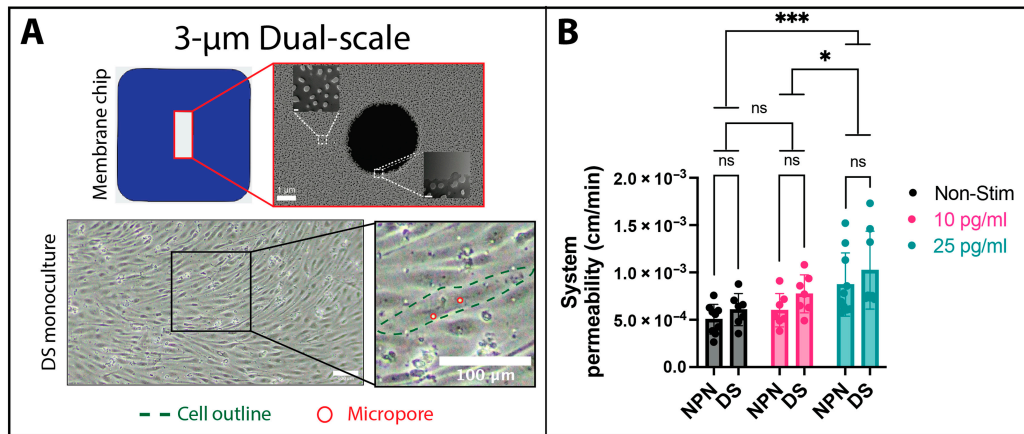 A
3-μm Dual-scale
Membrane chip
1 μm
DS monoculture
100 μm
Cell outline
Micropore
B
***
*
ns
ns
ns
ns
System
permeability (cm/min)
2.0 × 10⁻³
1.5 × 10⁻³
1.0 × 10⁻³
5.0 × 10⁻⁴
0.0
NPN
DS
NPN
DS
NPN
DS
Non-Stim
10 pg/ml
25 pg/ml